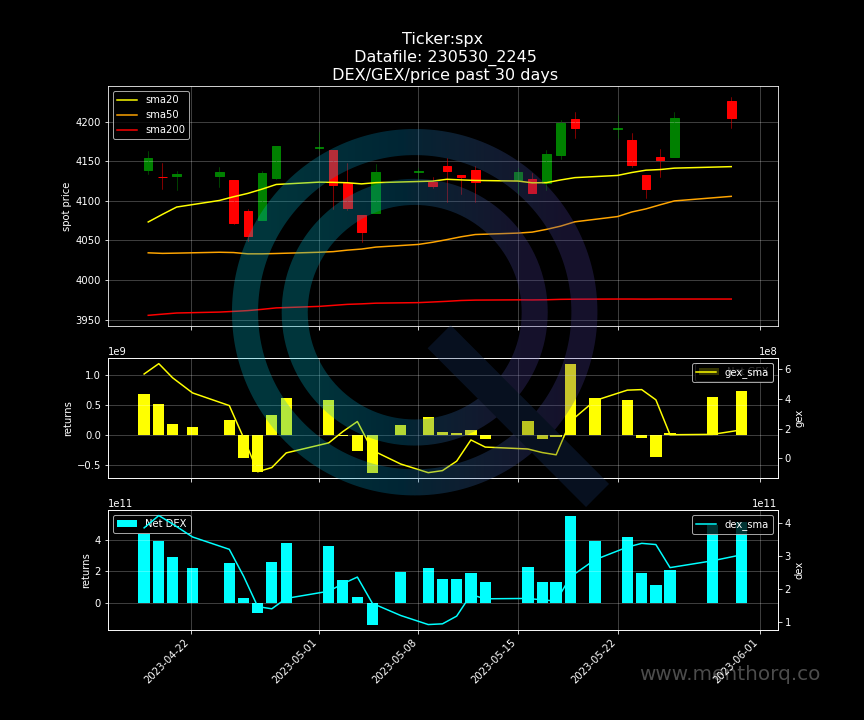 Ticker:spx
Datafile: 230530_2245
DEX/GEX/price past 30 days
sma20
sma50
sma200
4200
4150
4100
4050
4000
3950
spot price
1e9
1e8
gex_sma
1.0
0.5
0.0
−0.5
returns
6
4
2
0
gex
1e11
1e11
Net DEX
dex_sma
4
2
0
returns
4
3
2
1
dex
2023-04-22
2023-05-01
2023-05-08
2023-05-15
2023-05-22
2023-06-01
www.menthorq.co